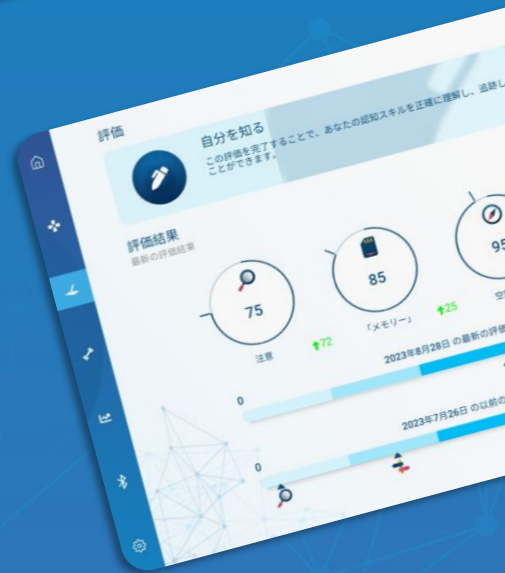 評価
自分を知る
この評価を完了することで、あなたの認知スキルを正確に理解し、追跡し
ことができます。
評価結果
最新の評価結果
75
85
95
注意
72
「メモリー」
25
空
2023年8月28日 の最新の評価
0
2023年7月26日 の以前の
0